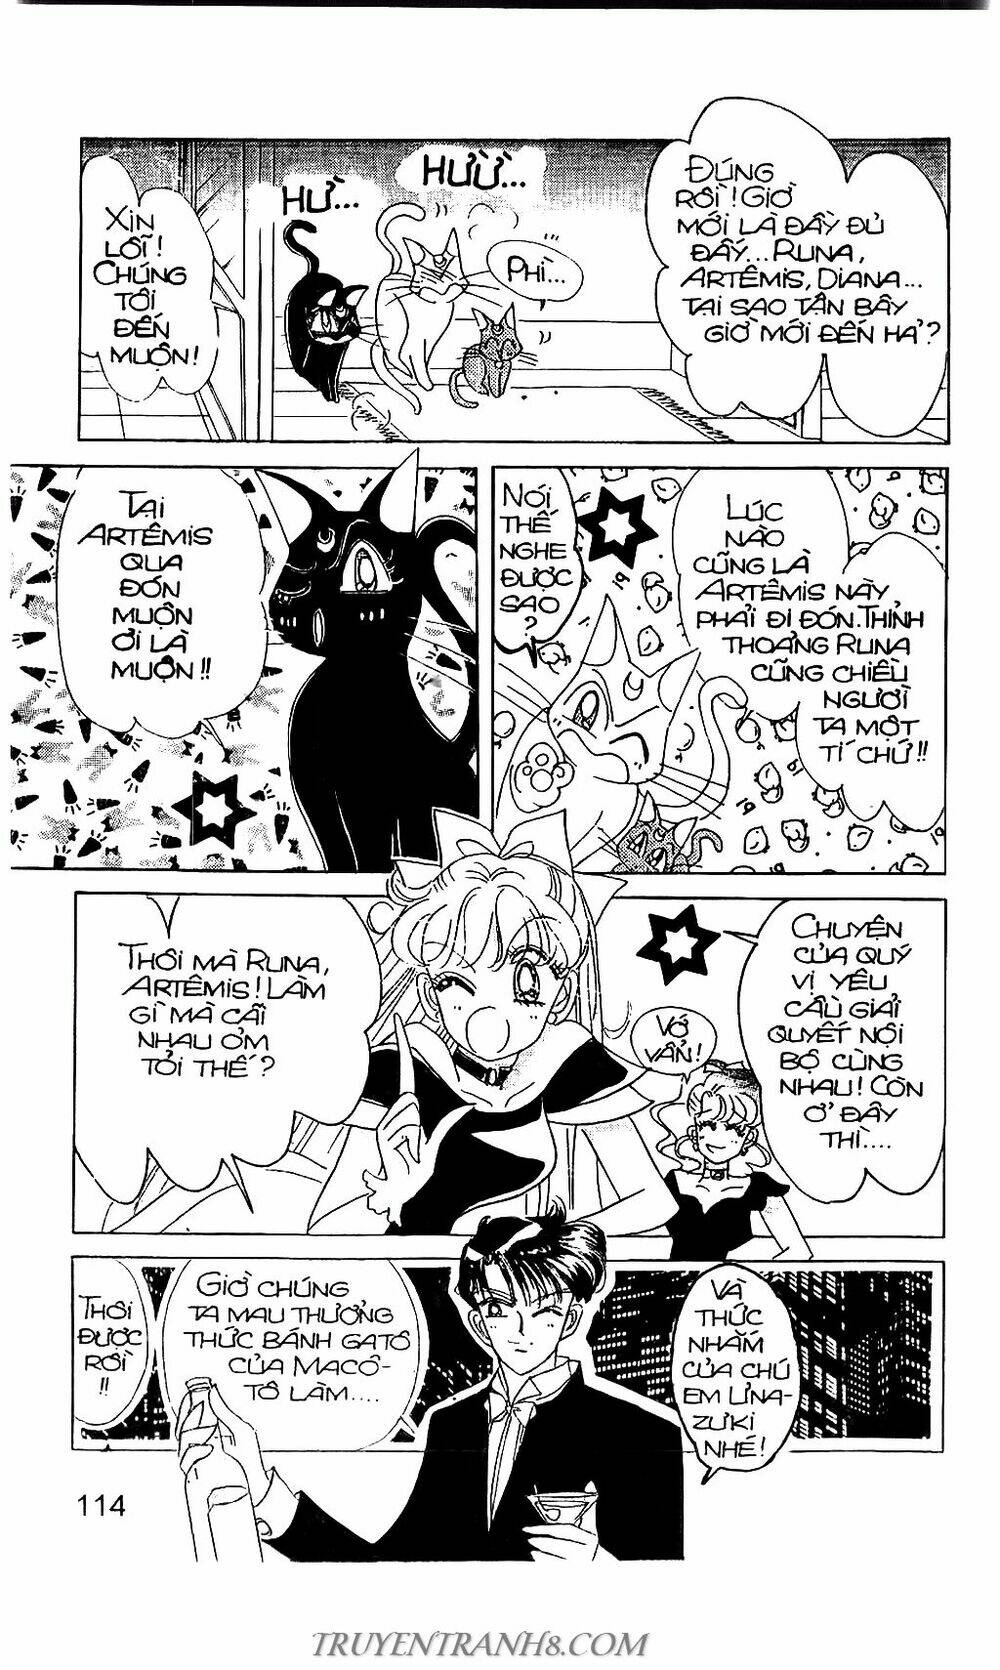 ĐÚNG
RỒI! GIỜ
MỚI LÀ ĐẦY ĐỦ
ĐẤY... RUNA,
ARTÊMIS, DIANA...
TẠI SAO TẬN BÂY
GIỜ MỚI ĐẾN HẢ?
HỪỪ...
HỪ...
PHÌ...
XIN
LỖI!
CHÚNG
TÔI
ĐẾN
MUỘN!
LÚC
NÀO
CŨNG LÀ
ARTÊMIS NÀY
PHẢI ĐI ĐÓN. THỈNH
THOẢNG RUNA
CŨNG CHIỀU
NGƯỜI
TA MỘT
TÍ CHỨ!!
NÓI
THẾ
NGHE
ĐƯỢC
SAO
?
TẠI
ARTÊMIS
QUA
ĐÓN
MUỘN
ƠI LÀ
MUỘN!!
CHUYỆN
CỦA QUÝ
VỊ YÊU
CẦU GIẢI
QUYẾT NỘI
BỘ CÙNG
NHAU! CÒN
Ở ĐÂY
THÌ....
VỚ
VẨN!
THÔI MÀ RUNA,
ARTÊMIS! LÀM
GÌ MÀ CÃI
NHAU ỎM
TỎI THẾ?
VÀ
THỨC
NHẮM
CỦA CHÚ
EM UNA-
ZUKI
NHÉ!
GIỜ CHÚNG
TA MAU THƯỞNG
THỨC BÁNH GATÔ
CỦA MACÔ-
TÔ LÀM....
THÔI
ĐƯỢC
RỒI
!!
114
TRUYENTRANH8.COM